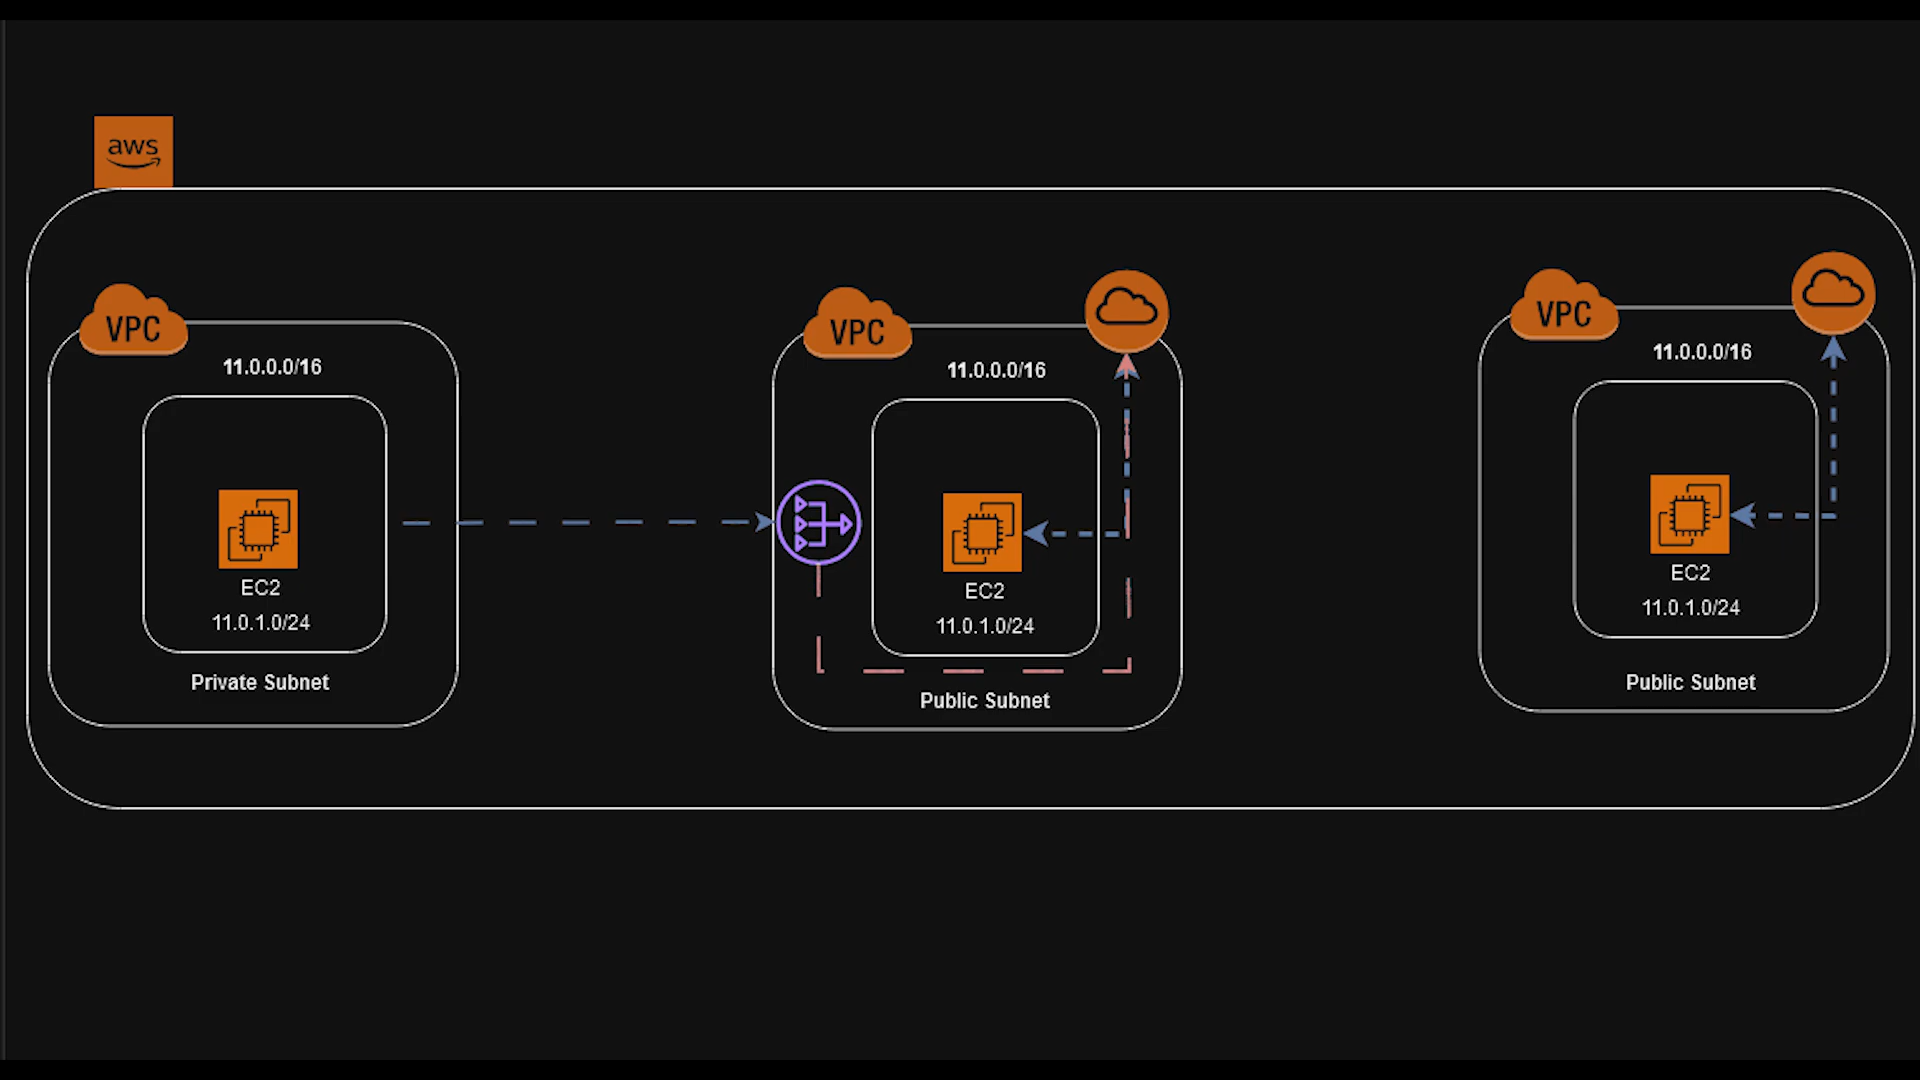 aws
VPC
11.0.0.0/16
EC2
11.0.1.0/24
Private Subnet
VPC
11.0.0.0/16
EC2
11.0.1.0/24
Public Subnet
VPC
11.0.0.0/16
EC2
11.0.1.0/24
Public Subnet